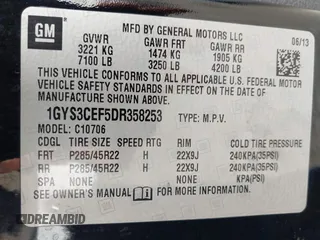 GM
MFD BY GENERAL MOTORS LLC
06/13
GVWR GAWR FRT GAWR RR
3221 KG 1474 KG 1905 KG
7100 LB 3250 LB 4200 LB
THIS VEHICLE CONFORMS TO ALL APPLICABLE U.S. FEDERAL MOTOR
VEHICLE SAFETY STANDARDS IN EFFECT ON THE DATE OF
MANUFACTURE SHOWN ABOVE.
1GYS3CEF5DR358253
TYPE: M.P.V.
MODEL: C10706
CDGL TIRE SIZE SPEED RTG RIM COLD TIRE PRESSURE
FRT P285/45R22 H 22X9J 240KPA(35PSI)
RR P285/45R22 H 22X9J 240KPA(35PSI)
SPA NONE NONE KPA(PSI)
SEE OWNER'S MANUAL FOR MORE INFORMATION.
DREAMBID